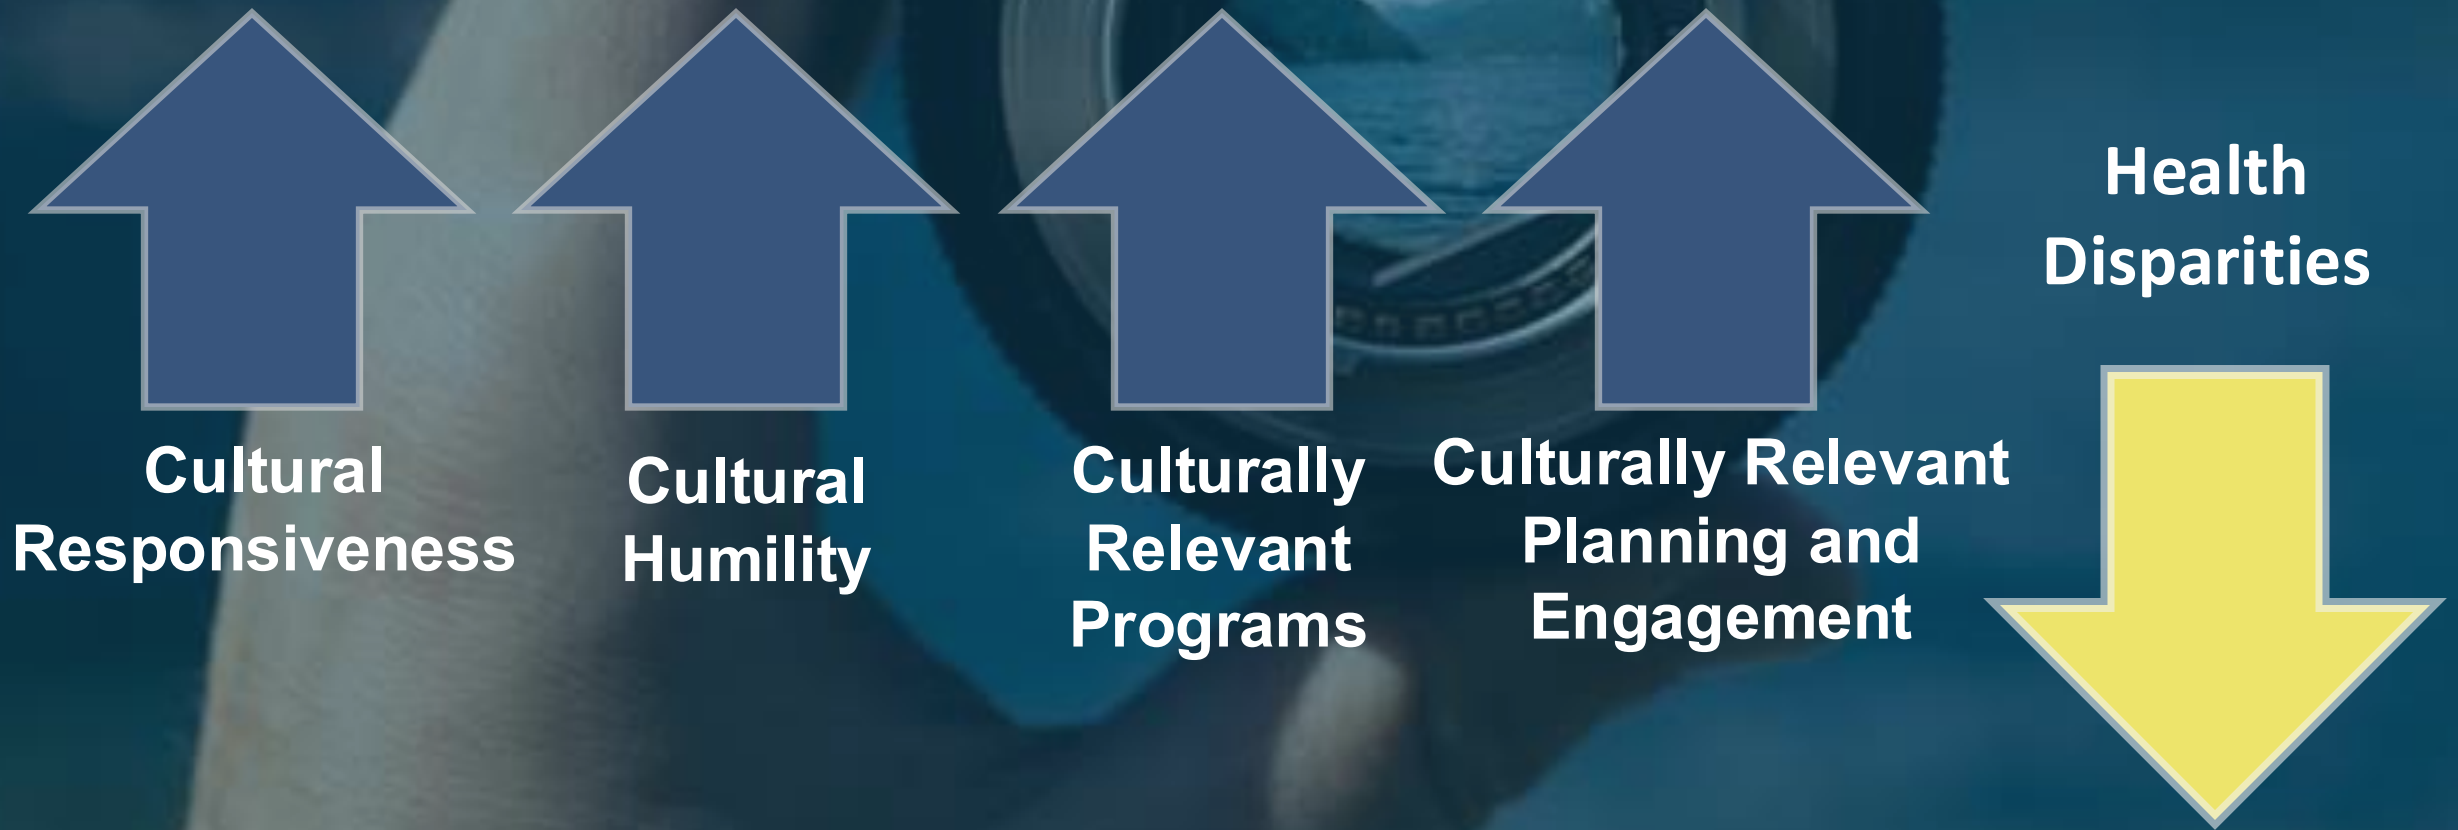 Cultural
Responsiveness
Cultural
Humility
Culturally
Relevant
Programs
Culturally Relevant
Planning and
Engagement
Health
Disparities